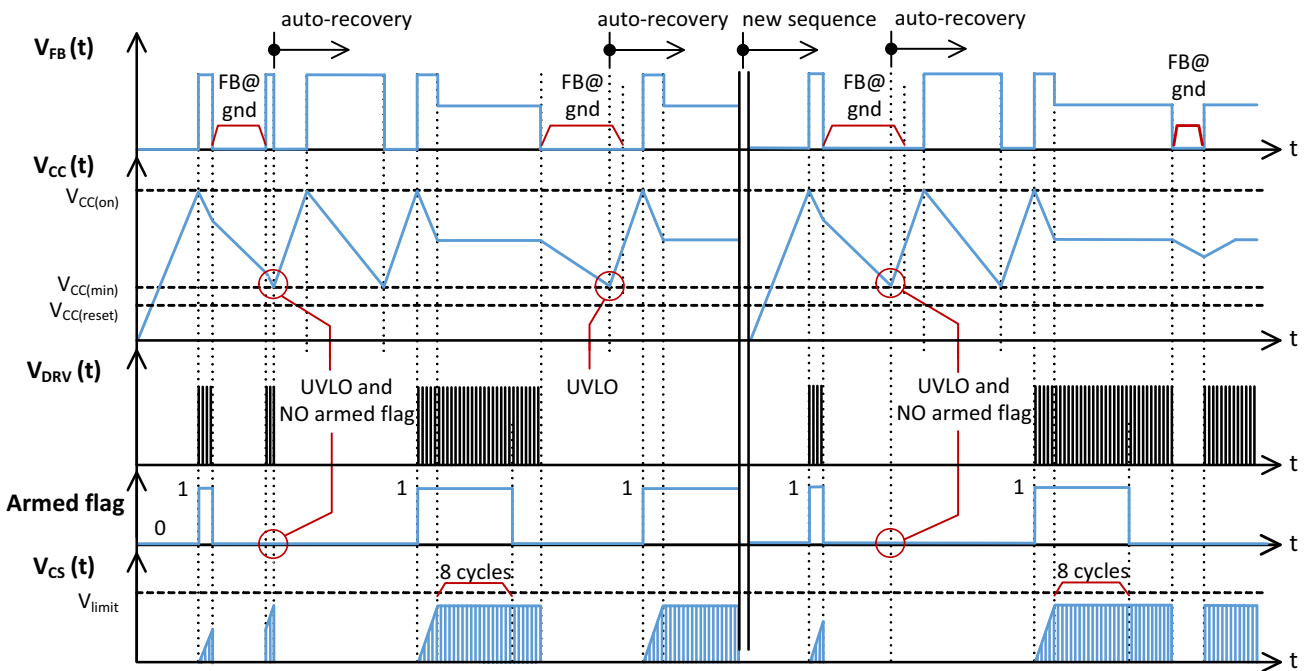 auto-recovery
auto-recovery
new sequence
auto-recovery
VFB (t)
FB@
gnd
FB@
gnd
FB@
gnd
FB@
gnd
t
VCC(t)
VCC(on)
VCC(min)
VCC(reset)
t
VDRV (t)
UVLO and
NO armed flag
UVLO
UVLO and
NO armed flag
t
Armed flag
1
1
1
1
1
0
t
VCS (t)
8 cycles
8 cycles
Vlimit
t